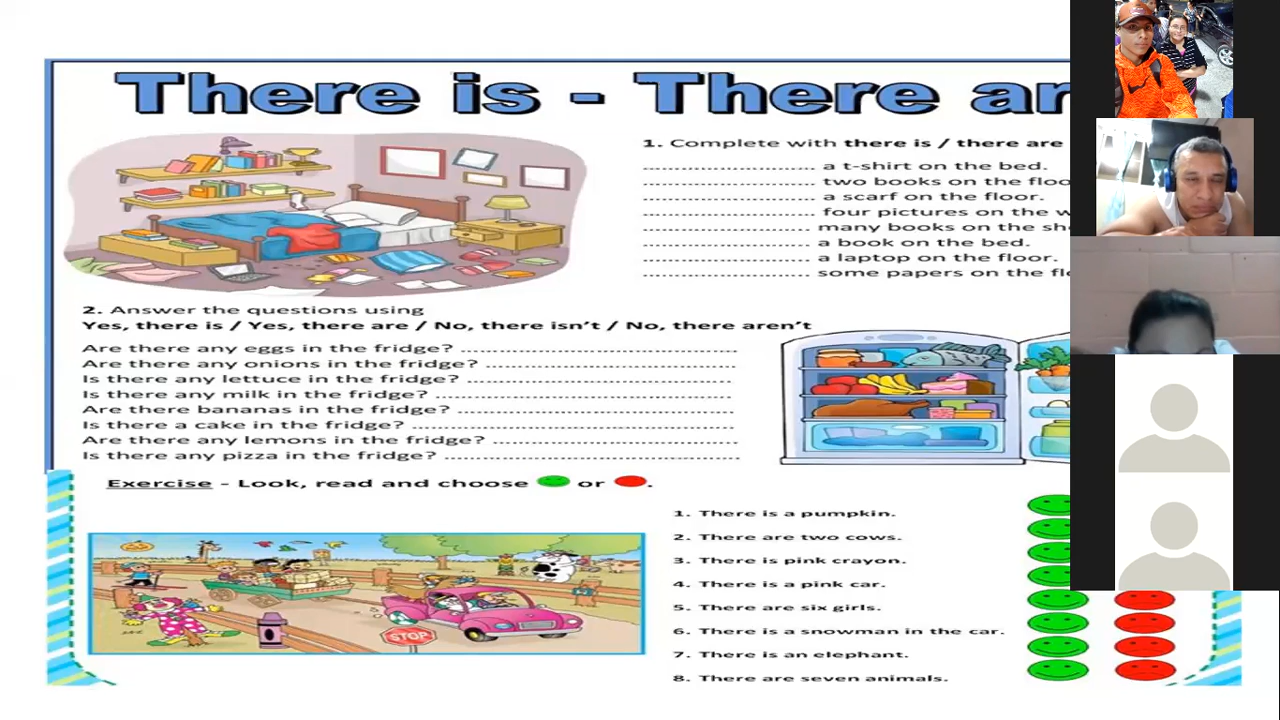 There is - There ar
1. Complete with there is / there are
.................................. a t-shirt on the bed.
.................................. two books on the floo
.................................. a scarf on the floor.
.................................. four pictures on the w
.................................. many books on the sh
.................................. a book on the bed.
.................................. a laptop on the floor.
.................................. some papers on the fl
2. Answer the questions using
Yes, there is / Yes, there are / No, there isn't / No, there aren't
Are there any eggs in the fridge? ..................................
Are there any onions in the fridge? ..................................
Is there any lettuce in the fridge? ..................................
Is there any milk in the fridge? ..................................
Are there bananas in the fridge? ..................................
Is there a cake in the fridge? ..................................
Are there any lemons in the fridge? ..................................
Is there any pizza in the fridge? ..................................
Exercise - Look, read and choose or .
1. There is a pumpkin.
2. There are two cows.
3. There is pink crayon.
4. There is a pink car.
5. There are six girls.
6. There is a snowman in the car.
7. There is an elephant.
8. There are seven animals.
STOP